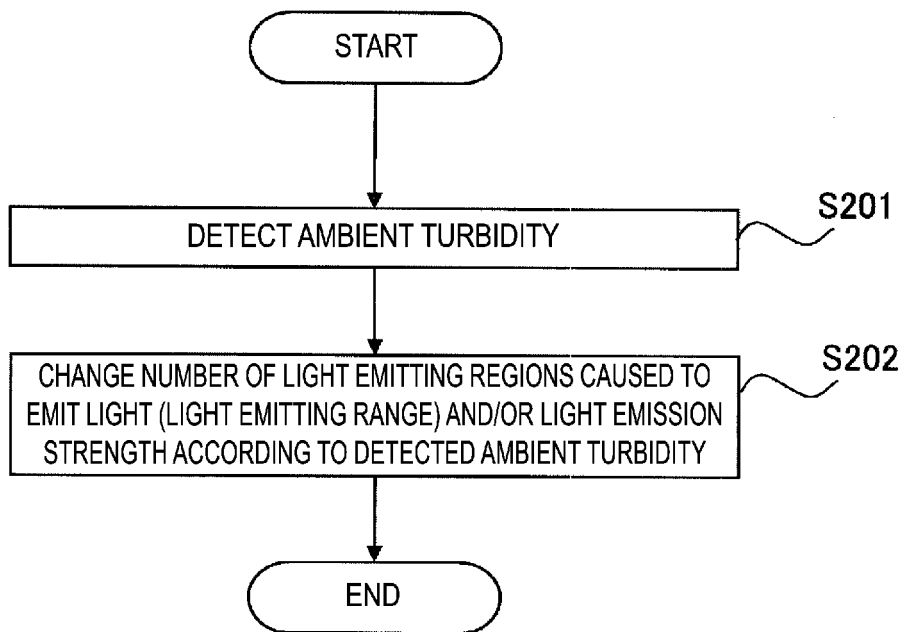 START
S201
DETECT AMBIENT TURBIDITY
S202
CHANGE NUMBER OF LIGHT EMITTING REGIONS CAUSED TO
EMIT LIGHT (LIGHT EMITTING RANGE) AND/OR LIGHT EMISSION
STRENGTH ACCORDING TO DETECTED AMBIENT TURBIDITY
END